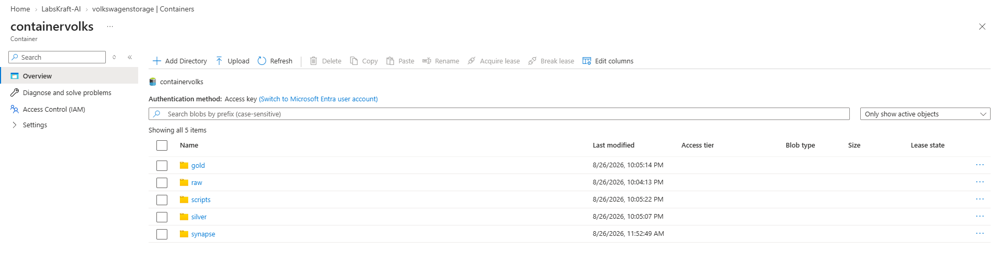 Home > LabsKraft-AI > volkswagenstorage | Containers
containervolks ...
Container
Search
Overview
Diagnose and solve problems
Access Control (IAM)
Settings
Add Directory Upload Refresh Delete Copy Paste Rename Acquire lease Break lease Edit columns
containervolks
Authentication method: Access key (Switch to Microsoft Entra user account)
Search blobs by prefix (case-sensitive) Only show active objects
Showing all 5 items
Name Last modified Access tier Blob type Size Lease state
gold 8/26/2026, 10:05:14 PM ...
raw 8/26/2026, 10:04:13 PM ...
scripts 8/26/2026, 10:05:22 PM ...
silver 8/26/2026, 10:05:07 PM ...
synapse 8/26/2026, 11:52:49 AM ...